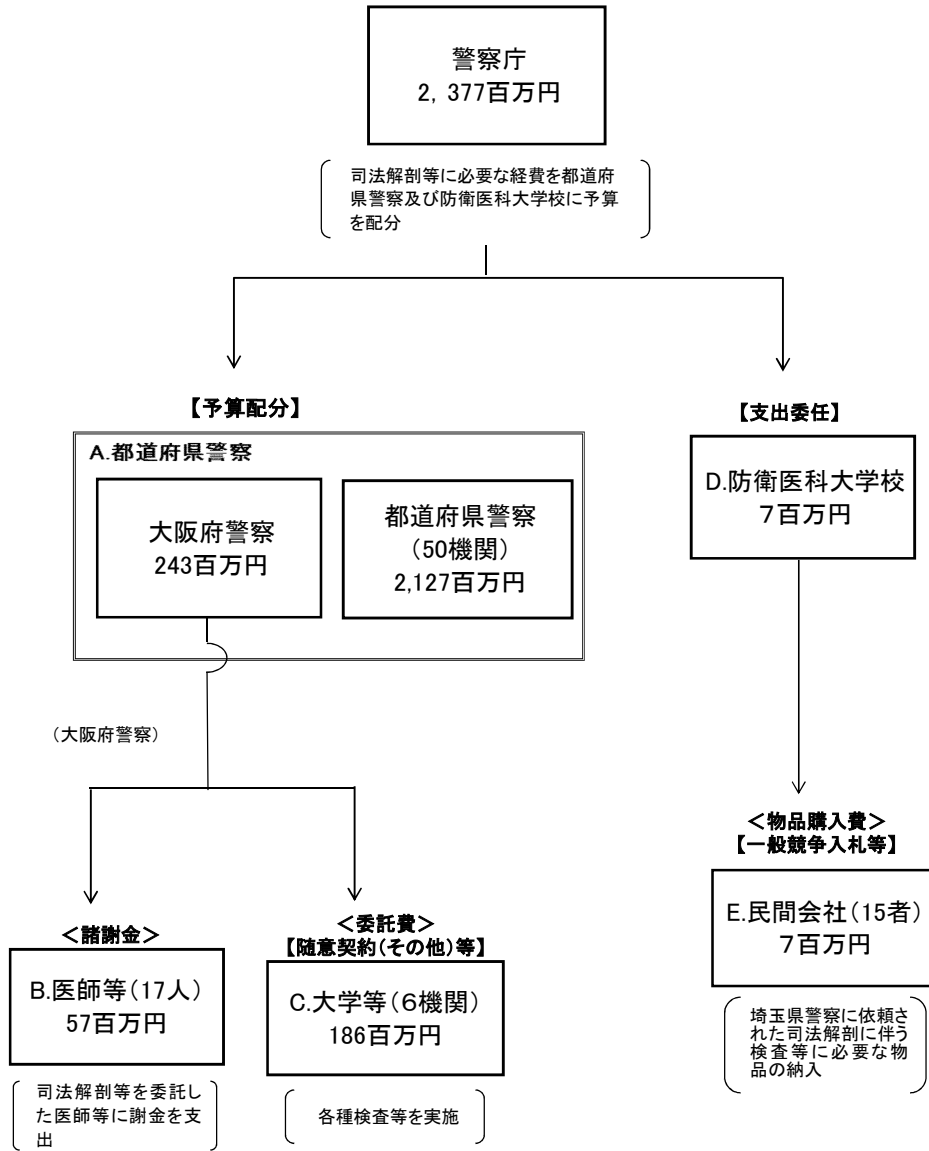 警察庁
2，377百万円
司法解剖等に必要な経費を都道府
県警察及び防衛医科大学校に予算
を配分
【予算配分】
【支出委任】
A.都道府県警察
大阪府警察
243百万円
都道府県警察
(50機関)
2,127百万円
D.防衛医科大学校
７百万円
（大阪府警察）
＜物品購入費＞
【一般競争入札等】
E.民間会社(15者)
７百万円
埼玉県警察に依頼さ
れた司法解剖に伴う
検査等に必要な物
品の納入
＜諸謝金＞
B.医師等(17人)
57百万円
司法解剖等を委託し
た医師等に謝金を支
出
＜委託費＞
【随意契約(その他)等】
C.大学等(６機関)
186百万円
各種検査等を実施